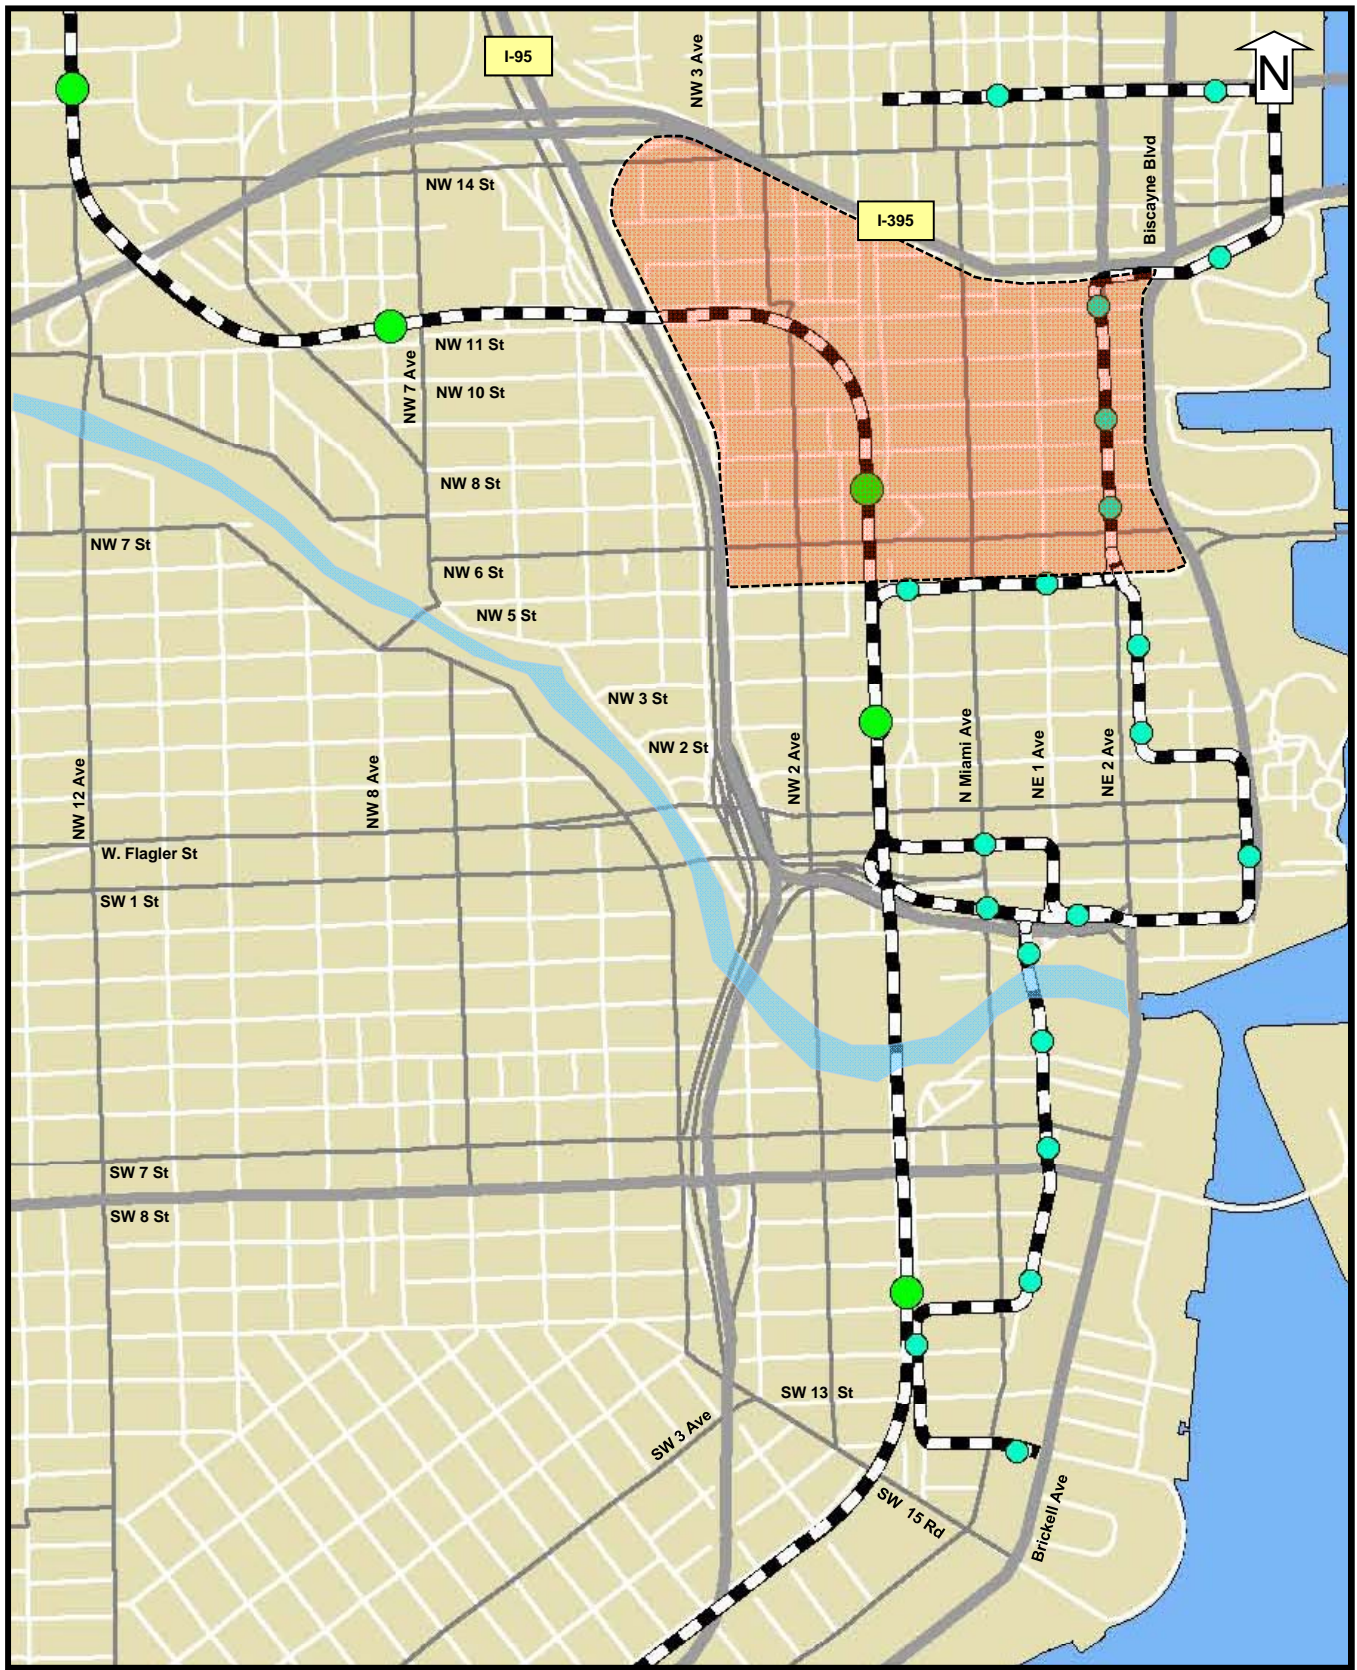 I-95
NW 3 Ave
N
Biscayne Blvd
NW 14 St
I-395
NW 11 St
NW 7 Ave
NW 10 St
NW 8 St
NW 7 St
NW 6 St
NW 5 St
NW 3 St
NW 2 St
NW 12 Ave
NW 8 Ave
NW 2 Ave
N Miami Ave
NE 1 Ave
NE 2 Ave
W. Flagler St
SW 1 St
SW 7 St
SW 8 St
SW 13 St
SW 3 Ave
SW 15 Rd
Brickell Ave